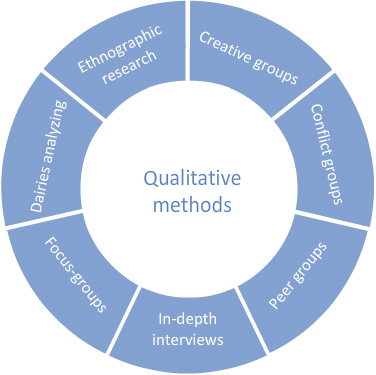 Qualitative
methods
Creative groups
Conflict groups
Peer groups
In-depth
interviews
Focus-groups
Dairies analyzing
Ethnographic
research